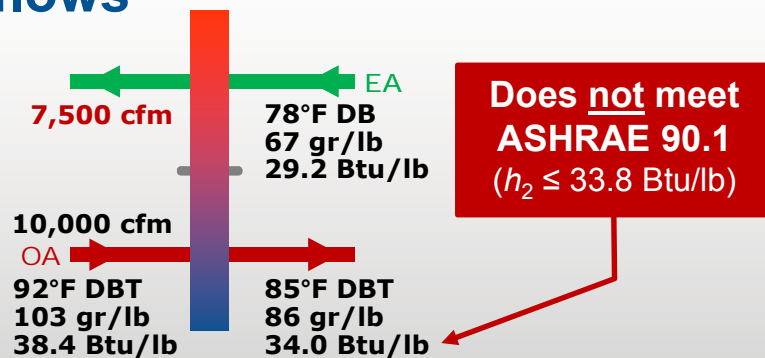 EA
7,500 cfm
78°F DB
67 gr/lb
29.2 Btu/lb
Does not meet
ASHRAE 90.1
(h₂ ≤ 33.8 Btu/lb)
10,000 cfm
OA
92°F DBT
103 gr/lb
38.4 Btu/lb
85°F DBT
86 gr/lb
34.0 Btu/lb